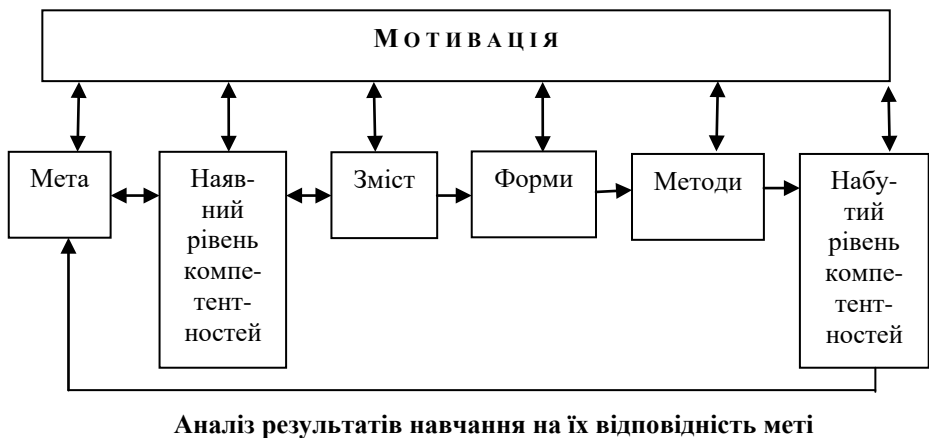 МОТИВАЦІЯ
Мета
Наяв-
ний
рівень
компе-
тент-
ностей
Зміст
Форми
Методи
Набу-
тий
рівень
компе-
тент-
ностей
Аналіз результатів навчання на їх відповідність меті